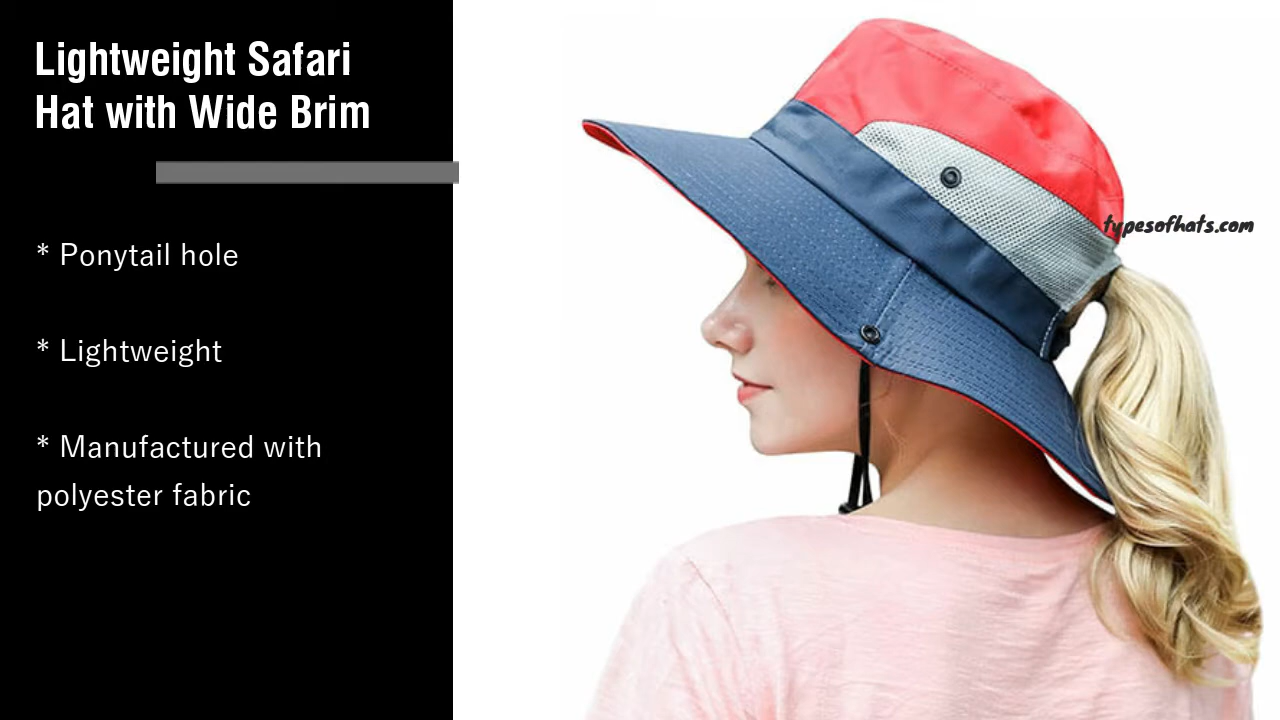 Lightweight Safari
Hat with Wide Brim
* Ponytail hole
* Lightweight
* Manufactured with
polyester fabric
typesofhats.com